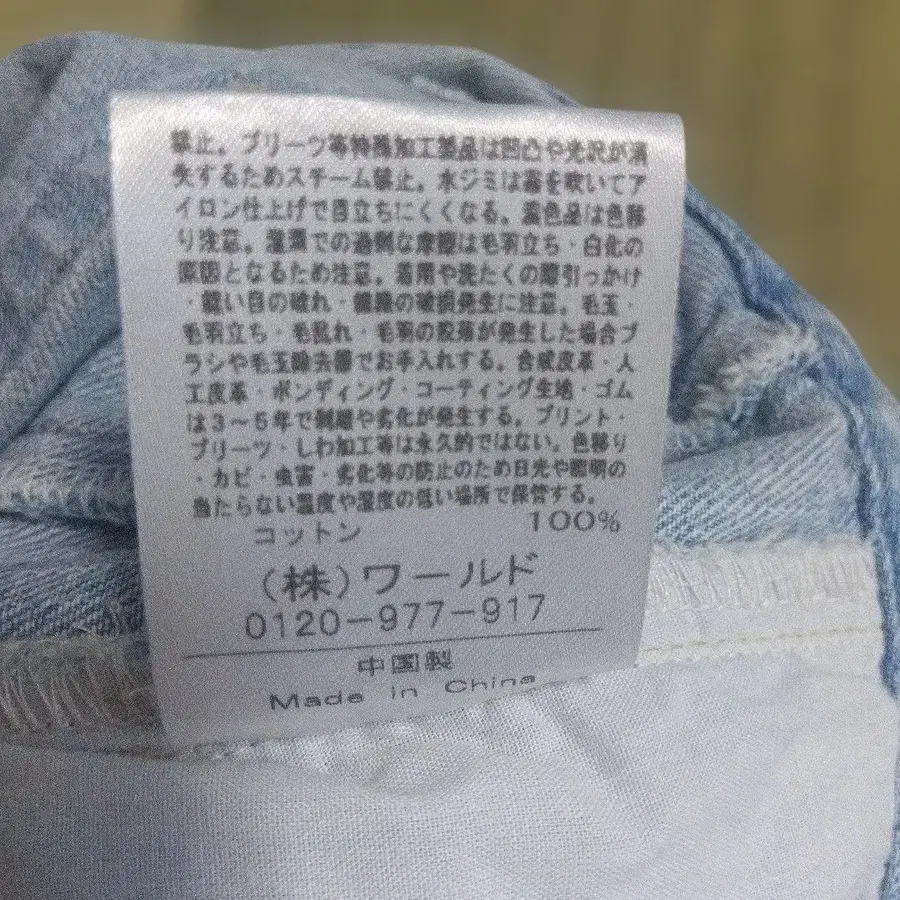 禁止。プリーツ等特殊加工製品は凹凸や光沢が消
失するためスチーム禁止。水ジミは霧を吹いてア
イロン仕上げで目立ちにくくなる。濃色品は色移
り注意。湿潤での過剰な摩擦は毛羽立ち・白化の
原因となるため注意。着用や洗たくの際引っかけ
・縫い目の破れ・繊維の破損発生に注意。毛玉・
毛羽立ち・毛乱れ・毛羽の脱落が発生した場合ブ
ラシや毛玉除去器でお手入れする。合成皮革・人
工皮革・ボンディング・コーティング生地・ゴム
は3～5年で剥離や劣化が発生する。プリント・
プリーツ・しわ加工等は永久的ではない。色移り
・カビ・虫害・劣化等の防止のため日光や照明の
当たらない温度や湿度の低い場所で保管する。
コットン 100%
（株）ワールド
0120-977-917
中国製
Made in China